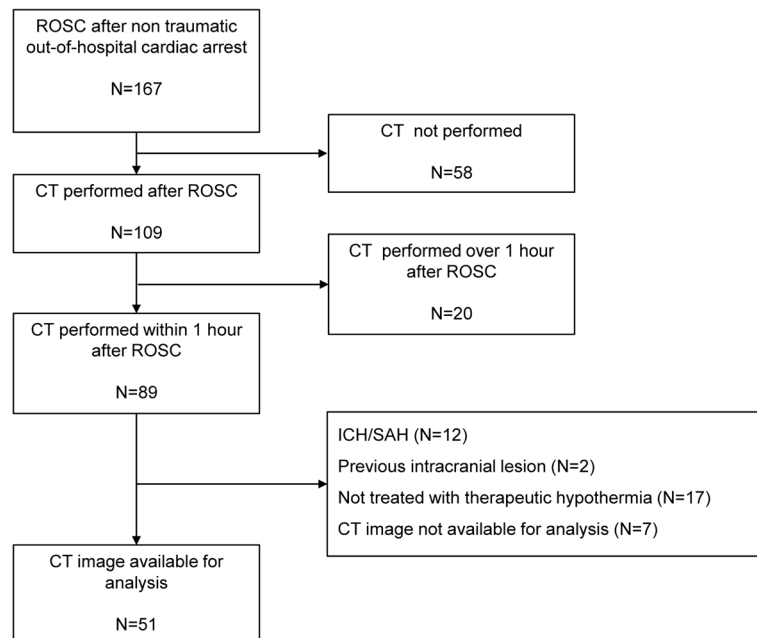 ROSC after non traumatic
out-of-hospital cardiac arrest
N=167
CT not performed
N=58
CT performed after ROSC
N=109
CT performed over 1 hour
after ROSC
N=20
CT performed within 1 hour
after ROSC
N=89
ICH/SAH (N=12)
Previous intracranial lesion (N=2)
Not treated with therapeutic hypothermia (N=17)
CT image not available for analysis (N=7)
CT image available for
analysis
N=51